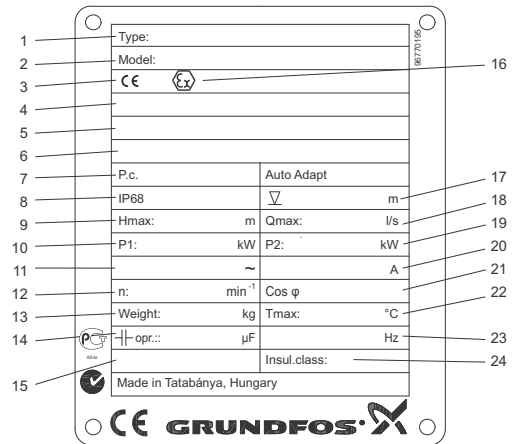 1 Type:
2 Model:
3 CE Ex 16
4
5
6
7 P.c. Auto Adapt
8 IP68 m 17
9 Hmax: m Qmax: l/s 18
10 P1: kW P2: kW 19
11 ~ A 20
12 n: min-1 Cos φ 21
13 Weight: kg Tmax: °C 22
14 opr.:: µF Hz 23
15 Insul.class: 24
Made in Tatabánya, Hungary
CE GRUNDFOS
96770195